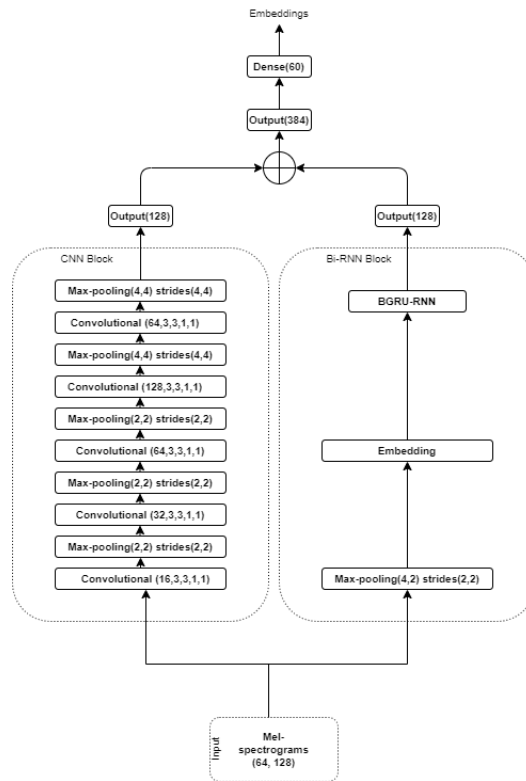 Embeddings
Dense(60)
Output(384)
Output(128)
Output(128)
CNN Block
Max-pooling(4,4) strides(4,4)
Convolutional (64,3,3,1,1)
Max-pooling(4,4) strides(4,4)
Convolutional (128,3,3,1,1)
Max-pooling(2,2) strides(2,2)
Convolutional (64,3,3,1,1)
Max-pooling(2,2) strides(2,2)
Convolutional (32,3,3,1,1)
Max-pooling(2,2) strides(2,2)
Convolutional (16,3,3,1,1)
Bi-RNN Block
BGRU-RNN
Embedding
Max-pooling(4,2) strides(2,2)
Input
Mel-
spectrograms
(64, 128)